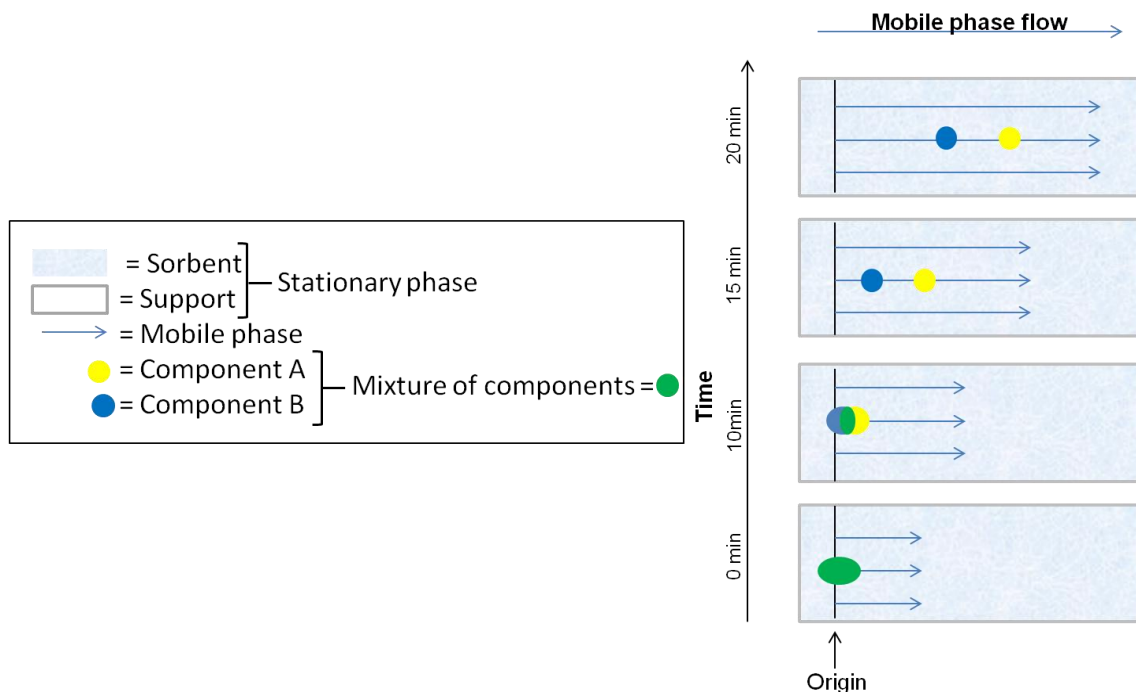 Mobile phase flow
= Sorbent
= Support
Stationary phase
= Mobile phase
= Component A
= Component B
Mixture of components =
Time
20 min
15 min
10min
0 min
Origin